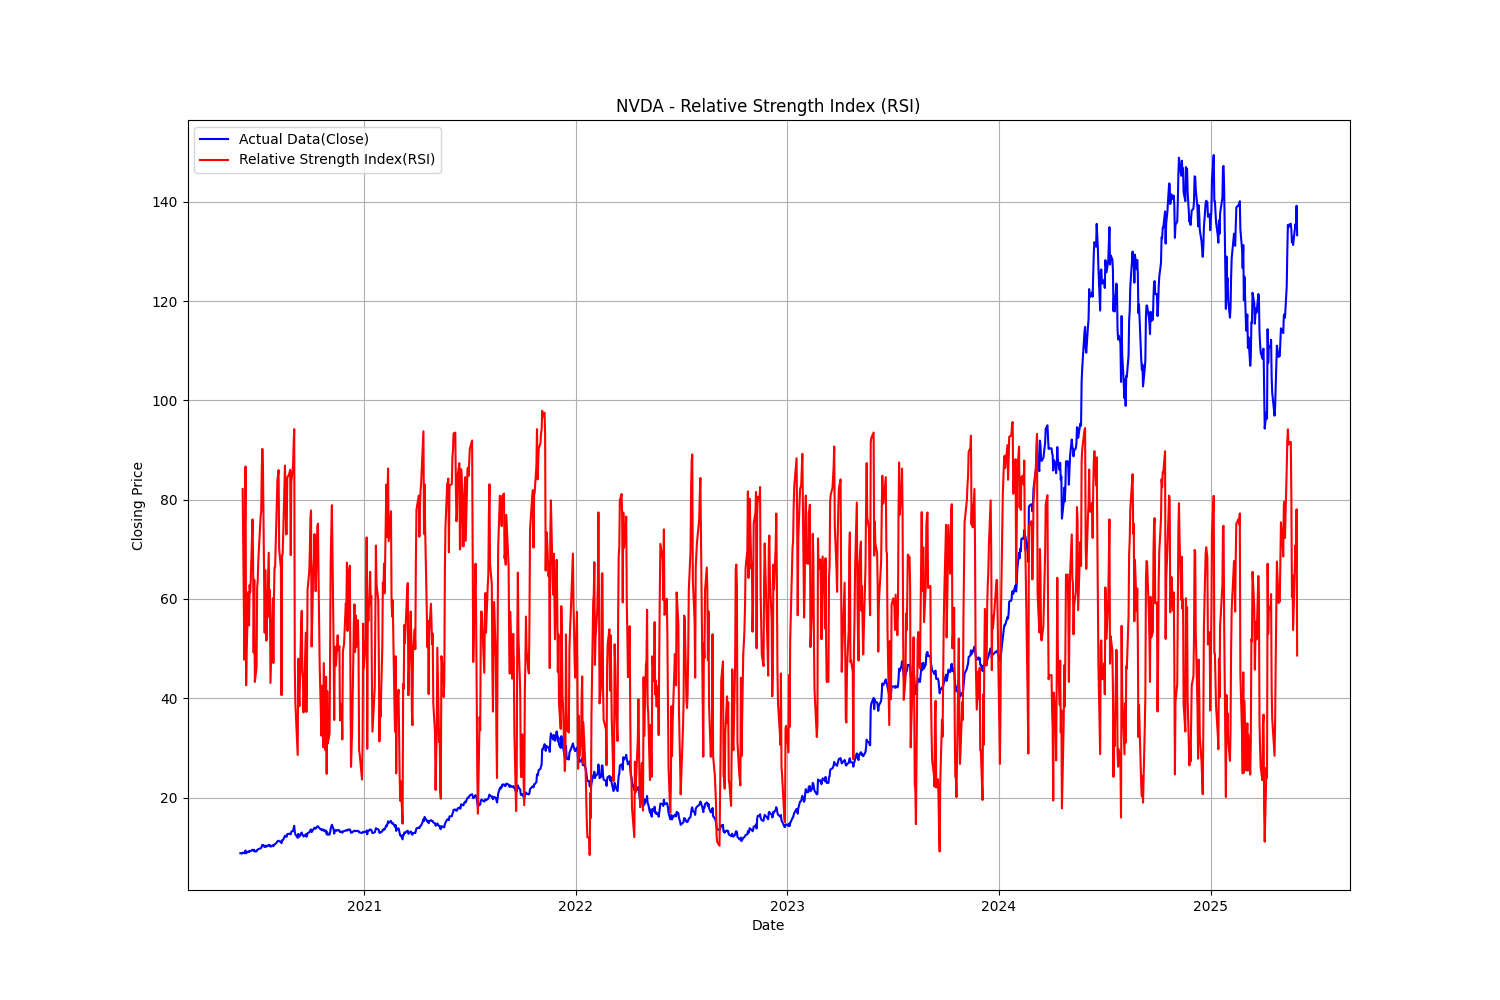 NVDA - Relative Strength Index (RSI)
Actual Data(Close)
Relative Strength Index(RSI)
140
120
100
80
60
40
20
Closing Price
2021
2022
2023
2024
2025
Date